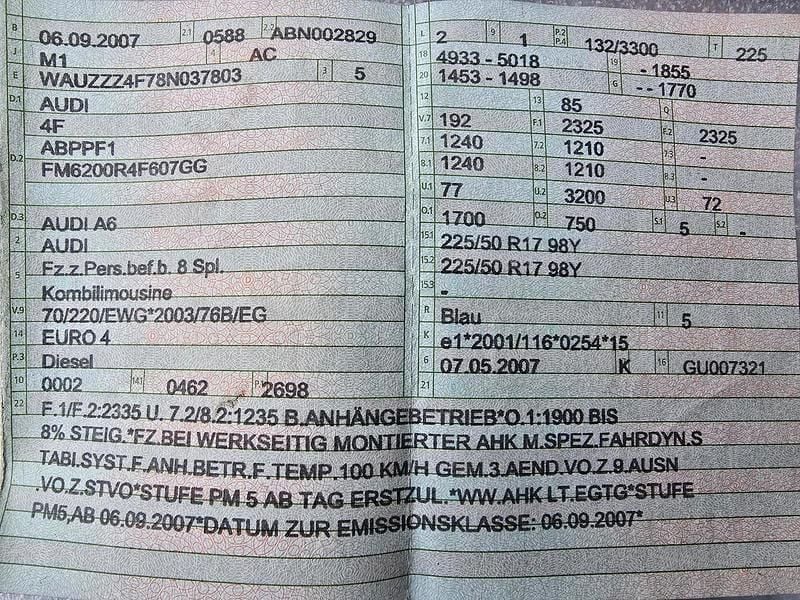 B 06.09.2007 2.1 0588 2.2 ABN002829
J M1 4 AC
E WAUZZZ4F78N037803 3 5
D.1 AUDI
4F
ABPPF1
D.2 FM6200R4F607GG
D.3 AUDI A6
2 AUDI
5 Fz.z.Pers.bef.b. 8 Spl.
Kombilimousine
V.9 70/220/EWG*2003/76B/EG
14 EURO 4
P.3 Diesel
10 0002 14.1 0462 P.1 2698
L 2 9 1 P.2 P.4 132/3300 T 225
18 4933 - 5018 19 - 1855
20 1453 - 1498 G - - 1770
12 13 85 Q
V.7 192 F.1 2325 F.2 2325
7.1 1240 7.2 1210 7.3 -
8.1 1240 8.2 1210 8.3 -
U.1 77 U.2 3200 U.3 72
O.1 1700 O.2 750 S.1 5 S.2 -
15.1 225/50 R17 98Y
15.2 225/50 R17 98Y
15.3 -
R Blau 11 5
K e1*2001/116*0254*15
6 07.05.2007 K 16 GU007321
21
22 F.1/F.2:2335 U. 7.2/8.2:1235 B.ANHÄNGEBETRIEB*O.1:1900 BIS
8% STEIG.*FZ.BEI WERKSEITIG MONTIERTER AHK M.SPEZ.FAHRDYN.S
TABI.SYST.F.ANH.BETR.F.TEMP.100 KM/H GEM.3.AEND.VO.Z.9.AUSN
.VO.Z.STVO*STUFE PM 5 AB TAG ERSTZUL.*WW.AHK LT.EGTG*STUFE
PM5,AB 06.09.2007*DATUM ZUR EMISSIONSKLASSE: 06.09.2007*